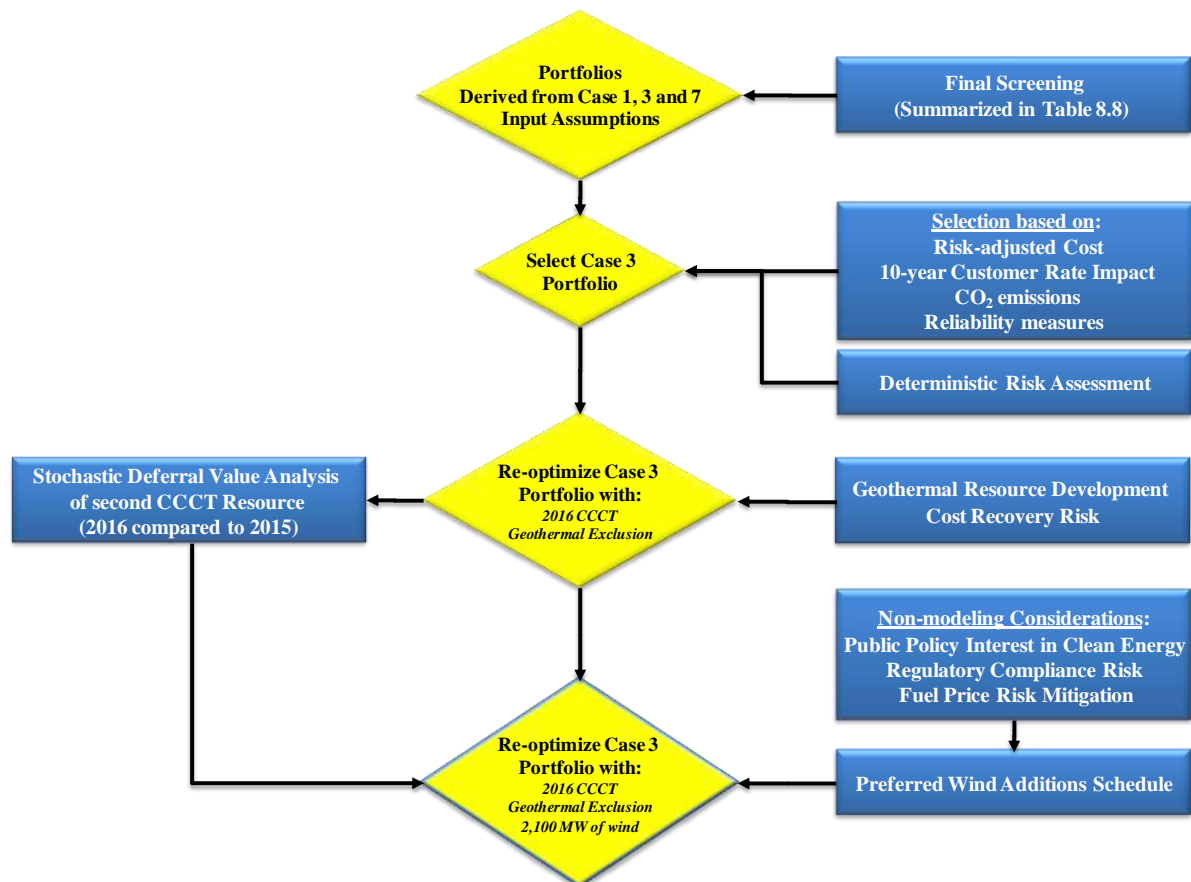 Portfolios
Derived from Case 1, 3 and 7
Input Assumptions
Final Screening
(Summarized in Table 8.8)
Select Case 3
Portfolio
Selection based on:
Risk-adjusted Cost
10-year Customer Rate Impact
CO₂ emissions
Reliability measures
Deterministic Risk Assessment
Stochastic Deferral Value Analysis
of second CCCT Resource
(2016 compared to 2015)
Re-optimize Case 3
Portfolio with:
2016 CCCT
Geothermal Exclusion
Geothermal Resource Development
Cost Recovery Risk
Non-modeling Considerations:
Public Policy Interest in Clean Energy
Regulatory Compliance Risk
Fuel Price Risk Mitigation
Re-optimize Case 3
Portfolio with:
2016 CCCT
Geothermal Exclusion
2,100 MW of wind
Preferred Wind Additions Schedule